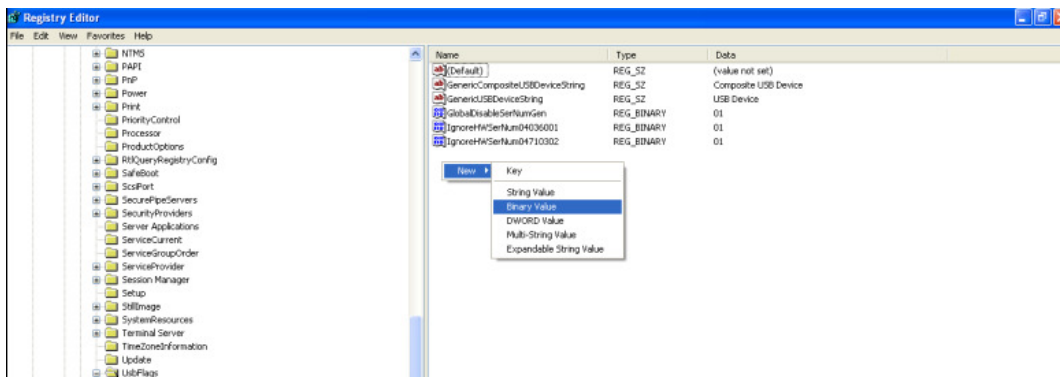 Registry Editor
File Edit View Favorites Help
NTMS
PAPI
PnP
Power
Print
PriorityControl
Processor
ProductOptions
RtlQueryRegistryConfig
SafeBoot
ScsiPort
SecurePipeServers
SecurityProviders
Server Applications
ServiceCurrent
ServiceGroupOrder
ServiceProvider
Session Manager
Setup
StillImage
SystemResources
Terminal Server
TimeZoneInformation
Update
UsbFlags
Name Type Data
(Default) REG_SZ (value not set)
GenericCompositeUSBDeviceString REG_SZ Composite USB Device
GenericUSBDeviceString REG_SZ USB Device
GlobalDisableSerNumGen REG_BINARY 01
IgnoreHWSerNum04036001 REG_BINARY 01
IgnoreHWSerNum04710302 REG_BINARY 01
New Key
String Value
Binary Value
DWORD Value
Multi-String Value
Expandable String Value